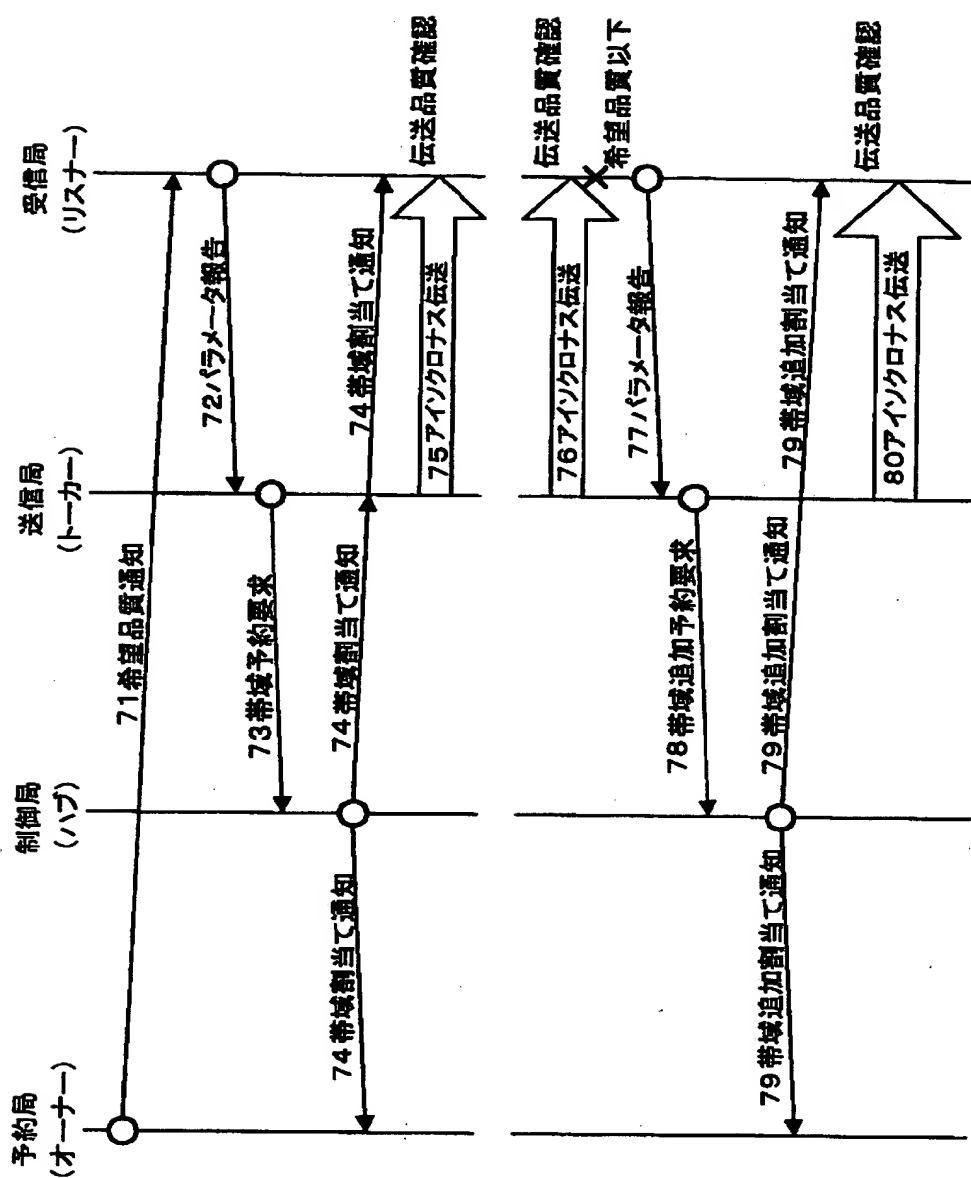 予約局
(オーナー)
制御局
(ハブ)
送信局
(トーカー)
受信局
(リスナー)
71希望品質通知
72パラメータ報告
73帯域予約要求
74帯域割当て通知
74帯域割当て通知
74帯域割当て通知
75アイソクロナス伝送
伝送品質確認
76アイソクロナス伝送
伝送品質確認
希望品質以下
77パラメータ報告
78帯域追加予約要求
79帯域追加割当て通知
79帯域追加割当て通知
79帯域追加割当て通知
80アイソクロナス伝送
伝送品質確認